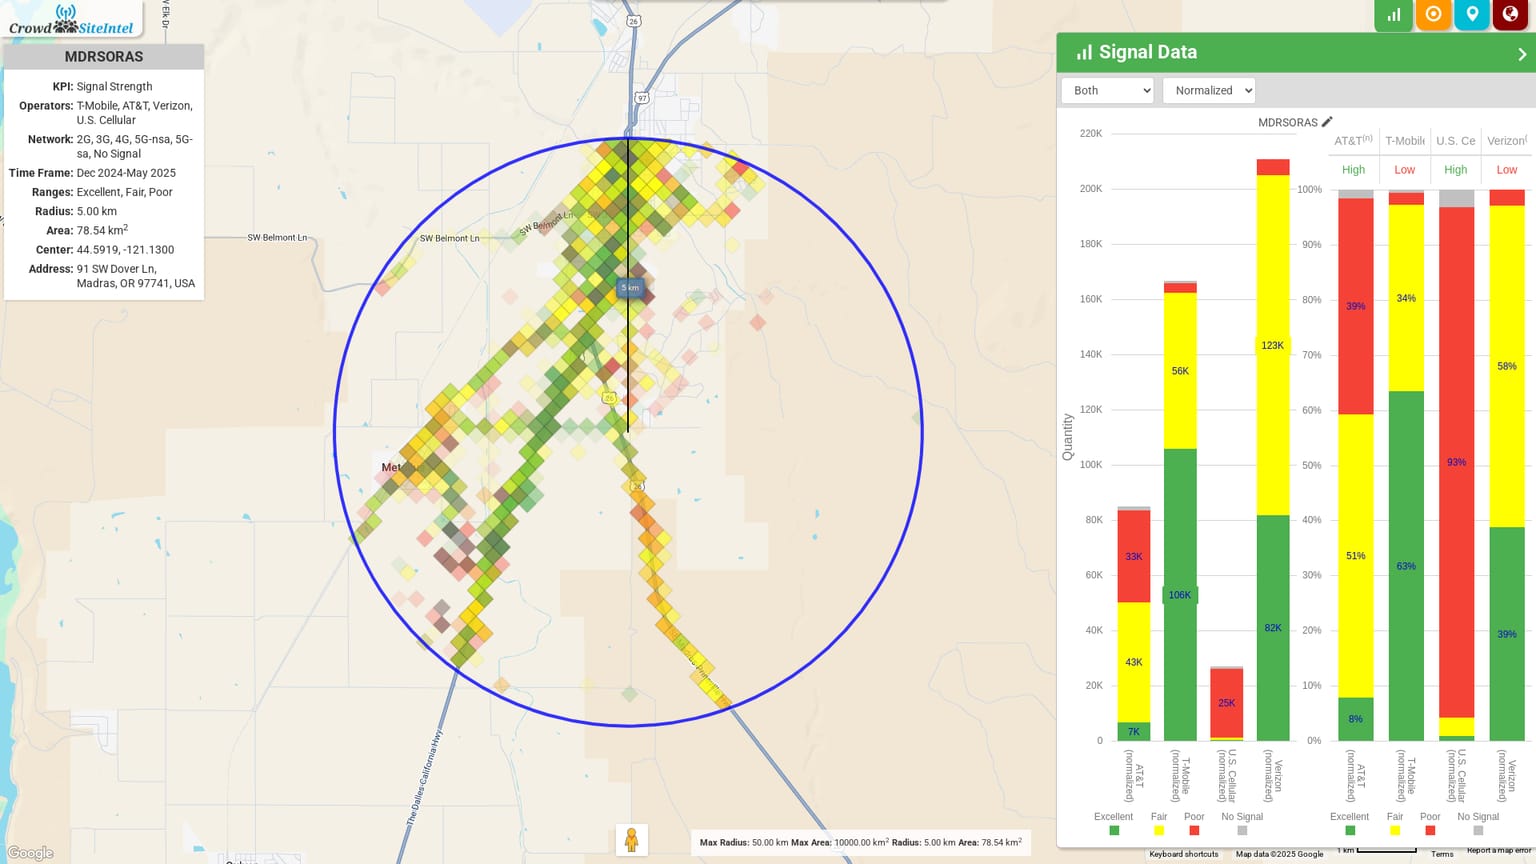 Crowd SiteIntel
MDRSORAS
KPI: Signal Strength
Operators: T-Mobile, AT&T, Verizon,
U.S. Cellular
Network: 2G, 3G, 4G, 5G-nsa, 5G-
sa, No Signal
Time Frame: Dec 2024-May 2025
Ranges: Excellent, Fair, Poor
Radius: 5.00 km
Area: 78.54 km²
Center: 44.5919, -121.1300
Address: 91 SW Dover Ln,
Madras, OR 97741, USA
W Elk Dr
26
97
SW Belmont Ln
SW Belmont Ln
SW Belmont Ln
5 km
26
26
The Dalles-California Hwy
Google
Max Radius: 50.00 km Max Area: 10000.00 km² Radius: 5.00 km Area: 78.54 km²
Signal Data
Both
Normalized
MDRSORAS
Quantity
220K
200K
180K
160K
140K
120K
100K
80K
60K
40K
20K
0
33K
43K
7K
56K
106K
25K
123K
82K
AT&T
(normalized)
T-Mobile
(normalized)
U.S. Cellular
(normalized)
Verizon
(normalized)
Excellent Fair Poor No Signal
AT&T(n) T-Mobile U.S. Ce Verizon(
High Low High Low
100%
90%
80%
70%
60%
50%
40%
30%
20%
10%
0%
39%
51%
8%
34%
63%
93%
58%
39%
AT&T
(normalized)
T-Mobile
(normalized)
U.S. Cellular
(normalized)
Verizon
(normalized)
Excellent Fair Poor No Signal
Keyboard shortcuts Map data ©2025 Google 1 km Terms Report a map error